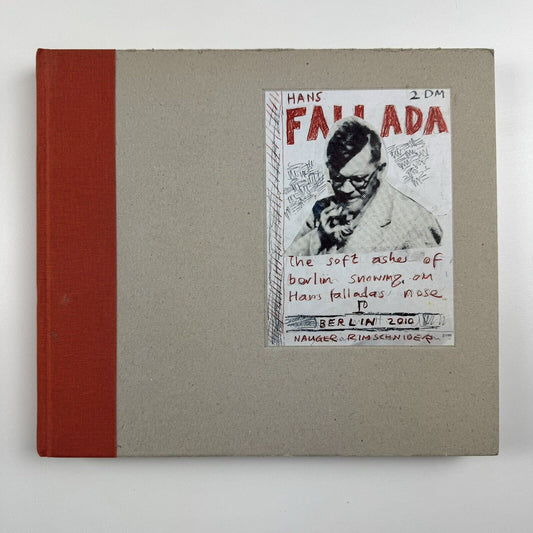 HANS 2 DM
FALLADA
The soft ashes of
berlin snowing on
Hans falladas nose
BERLIN 2010
NAUGER RIMSCHNIDER